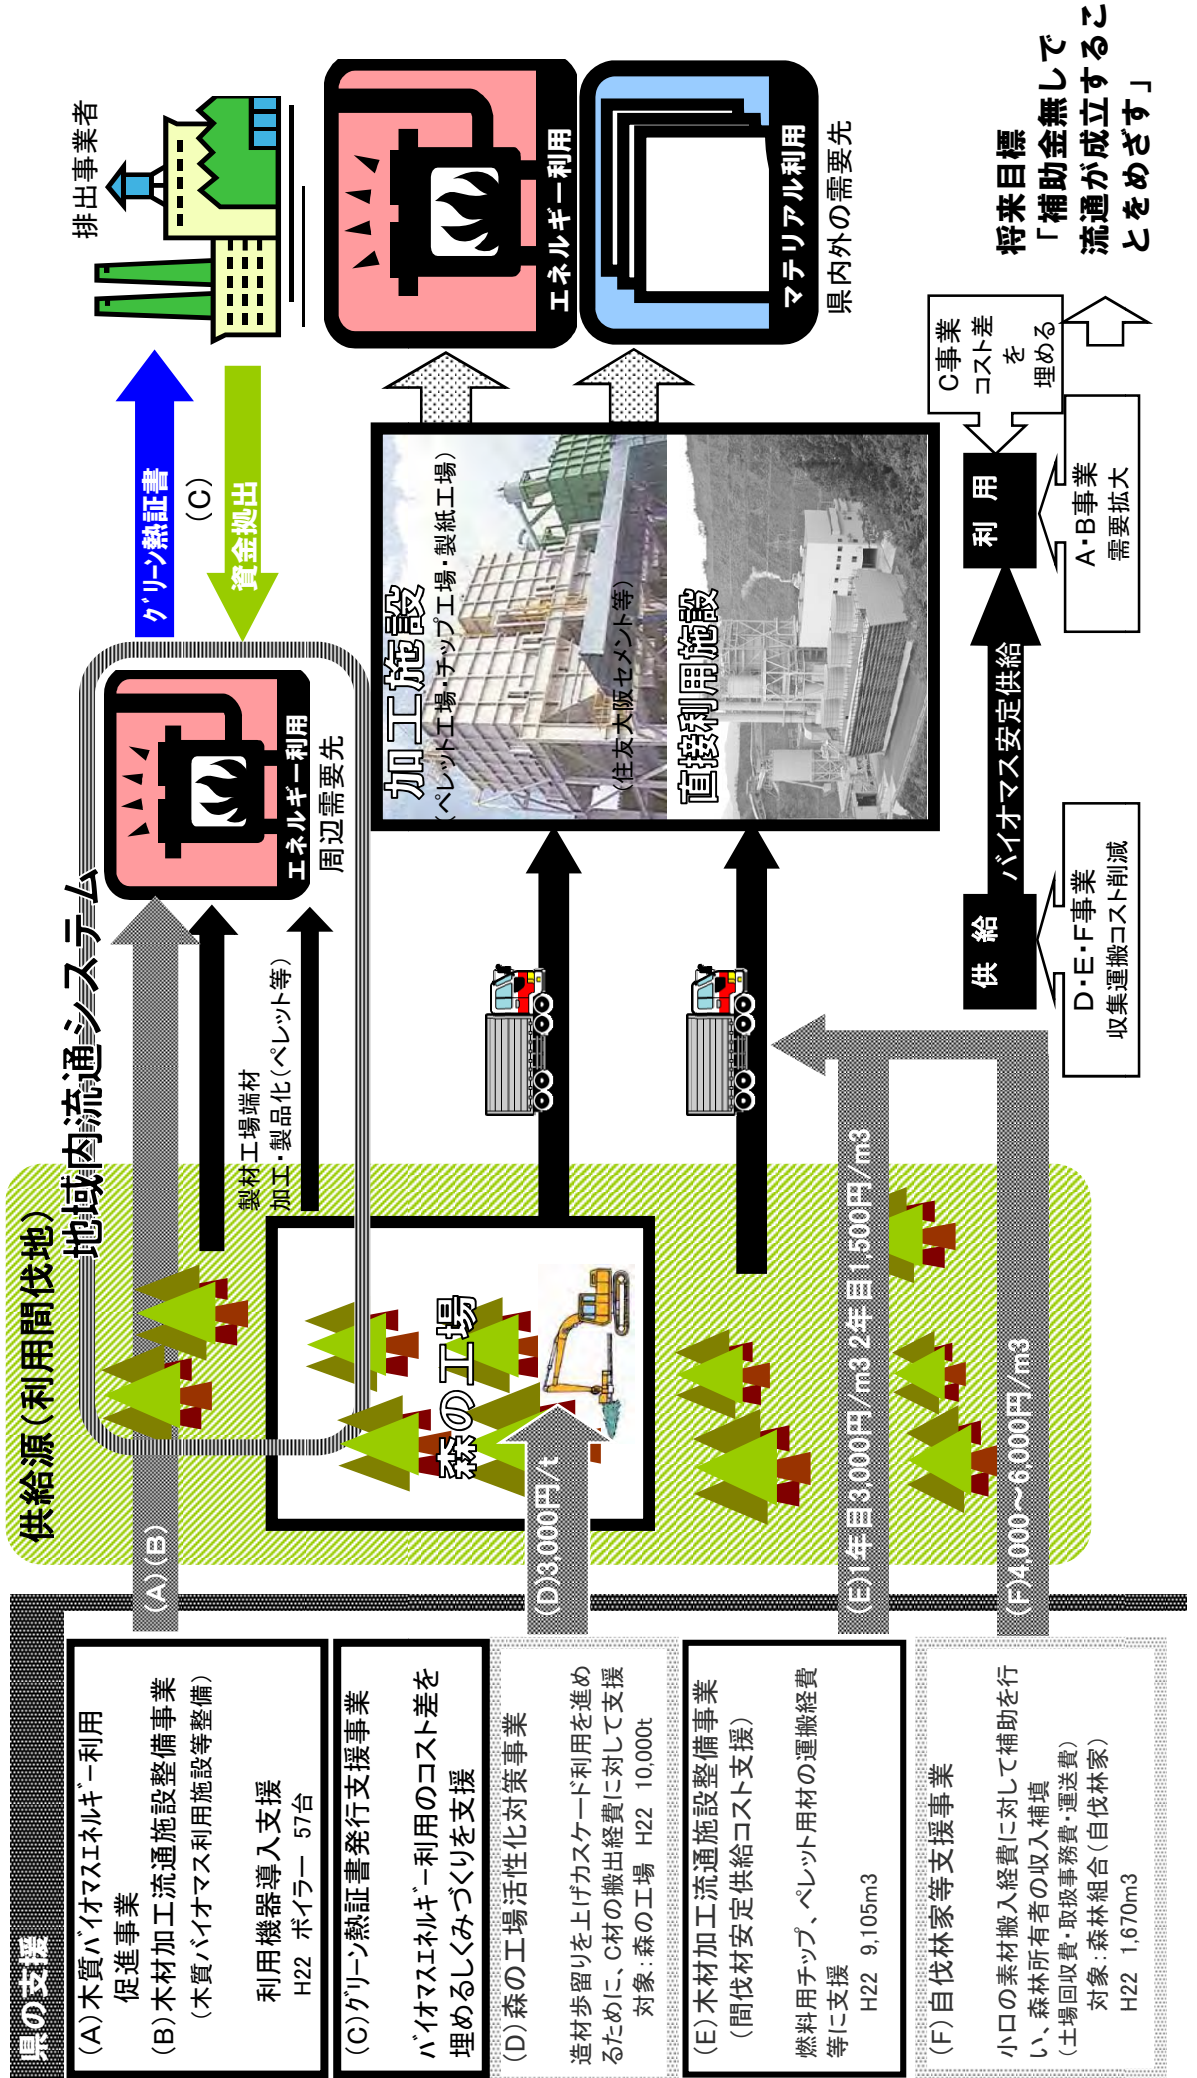 県の支援
(A)木質バイオマスエネルギー利用
促進事業
(B)木材加工流通施設整備事業
(木質バイオマス利用施設等整備)
利用機器導入支援
H22 ボイラー 57台
(C)グリーン熱証書発行支援事業
バイオマスエネルギー利用のコスト差を
埋めるしくみづくりを支援
(D)森の工場活性化対策事業
造材歩留りを上げカスケード利用を進め
るために、C材の搬出経費に対して支援
対象:森の工場 H22 10,000t
(E)木材加工流通施設整備事業
(間伐材安定供給コスト支援)
燃料用チップ、ペレット用材の運搬経費
等に支援
H22 9,105m3
(F)自伐林家等支援事業
小口の素材搬入経費に対して補助を行
い、森林所有者の収入補填
(土場回収費・取扱事務費・運送費)
対象:森林組合(自伐林家)
H22 1,670m3
供給源(利用間伐地)
地域内流通システム
(A)(B)
森の工場
(D)3,000円/t
(E)1年目3,000円/m3 2年目1,500円/m3
(F)4,000～6,000円/m3
製材工場端材
加工・製品化(ペレット等)
エネルギー利用
周辺需要先
グリーン熱証書
(C)
資金拠出
排出事業者
加工施設
(ペレット工場・チップ工場・製紙工場)
(住友大阪セメント等)
直接利用施設
エネルギー利用
マテリアル利用
県内外の需要先
供 給
バイオマス安定供給
利 用
D・E・F事業
収集運搬コスト削減
A・B事業
需要拡大
C事業
コスト差
を
埋める
将来目標
「補助金無しで
流通が成立するこ
とをめざす」